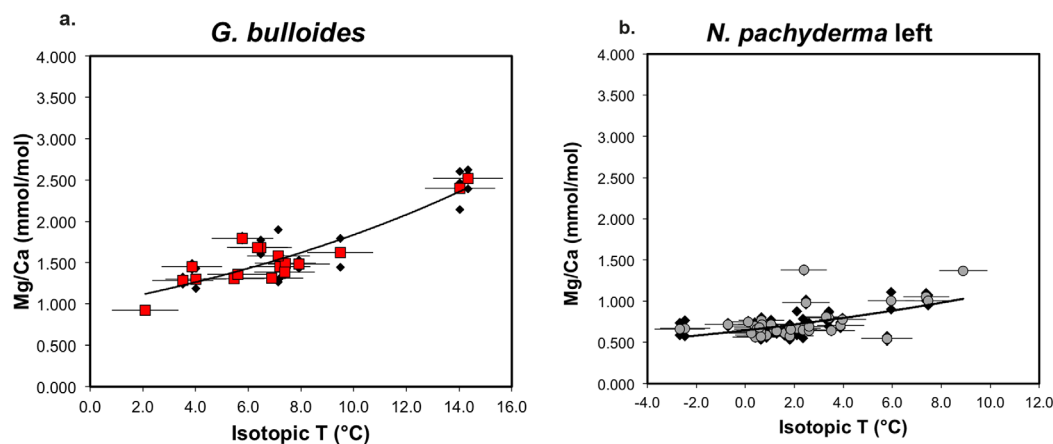 a.
G. bulloides
4.000
3.500
3.000
2.500
2.000
1.500
1.000
0.500
0.000
Mg/Ca (mmol/mol)
0.0 2.0 4.0 6.0 8.0 10.0 12.0 14.0 16.0
Isotopic T (°C)
b.
N. pachyderma left
4.000
3.500
3.000
2.500
2.000
1.500
1.000
0.500
0.000
Mg/Ca (mmol/mol)
-4.0 -2.0 0.0 2.0 4.0 6.0 8.0 10.0 12.0
Isotopic T (°C)